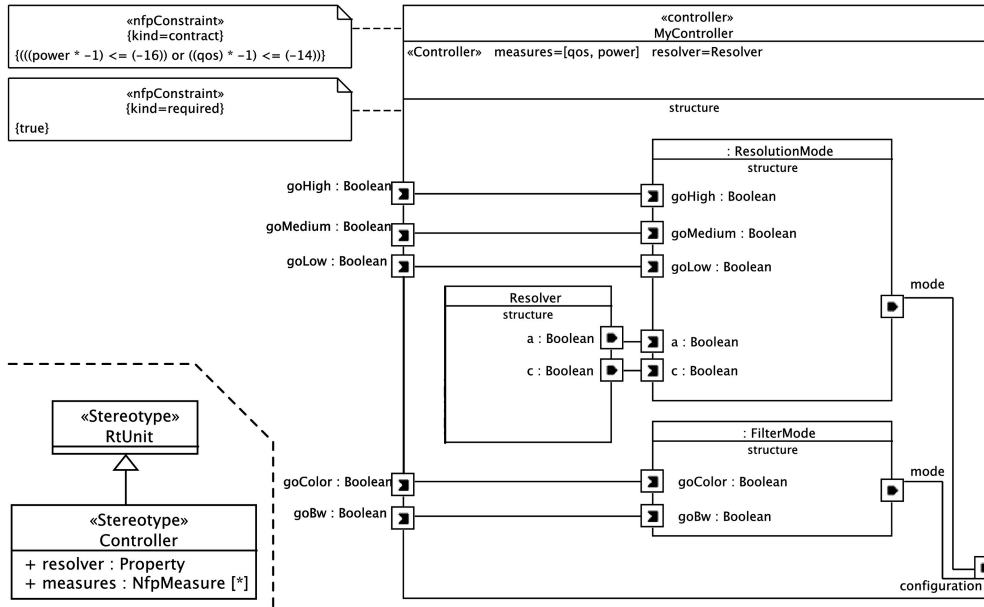 «nfpConstraint»
{kind=contract}
{(((power * -1) <= (-16)) or ((qos) * -1) <= (-14))}
«nfpConstraint»
{kind=required}
{true}
«controller»
MyController
«Controller» measures=[qos, power] resolver=Resolver
structure
: ResolutionMode
structure
goHigh : Boolean
goHigh : Boolean
goMedium : Boolean
goMedium : Boolean
goLow : Boolean
goLow : Boolean
mode
Resolver
structure
a : Boolean
a : Boolean
c : Boolean
c : Boolean
: FilterMode
structure
goColor : Boolean
goColor : Boolean
goBw : Boolean
goBw : Boolean
mode
configuration
«Stereotype»
RtUnit
«Stereotype»
Controller
+ resolver : Property
+ measures : NfpMeasure [*]